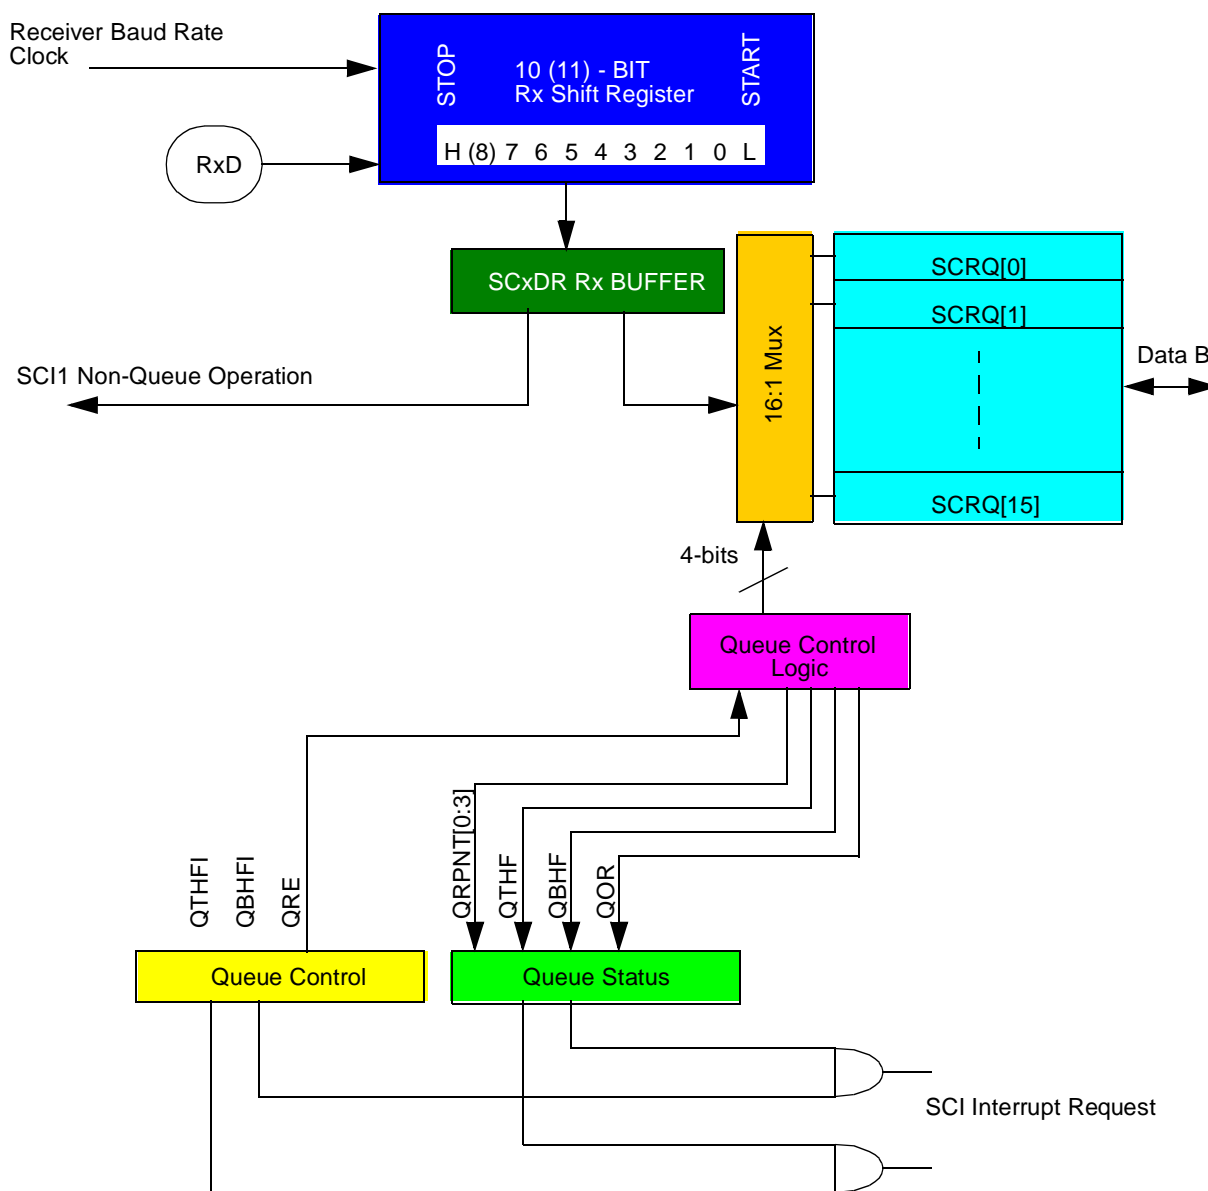 Receiver Baud Rate
Clock
STOP
10 (11) - BIT
Rx Shift Register
START
H (8) 7 6 5 4 3 2 1 0 L
RxD
SCxDR Rx BUFFER
16:1 Mux
SCRQ[0]
SCRQ[1]
SCRQ[15]
Data B
SCI1 Non-Queue Operation
4-bits
Queue Control
Logic
QTHFI
QBHFI
QRE
QRPNT[0:3]
QTHF
QBHF
QOR
Queue Control
Queue Status
SCI Interrupt Request